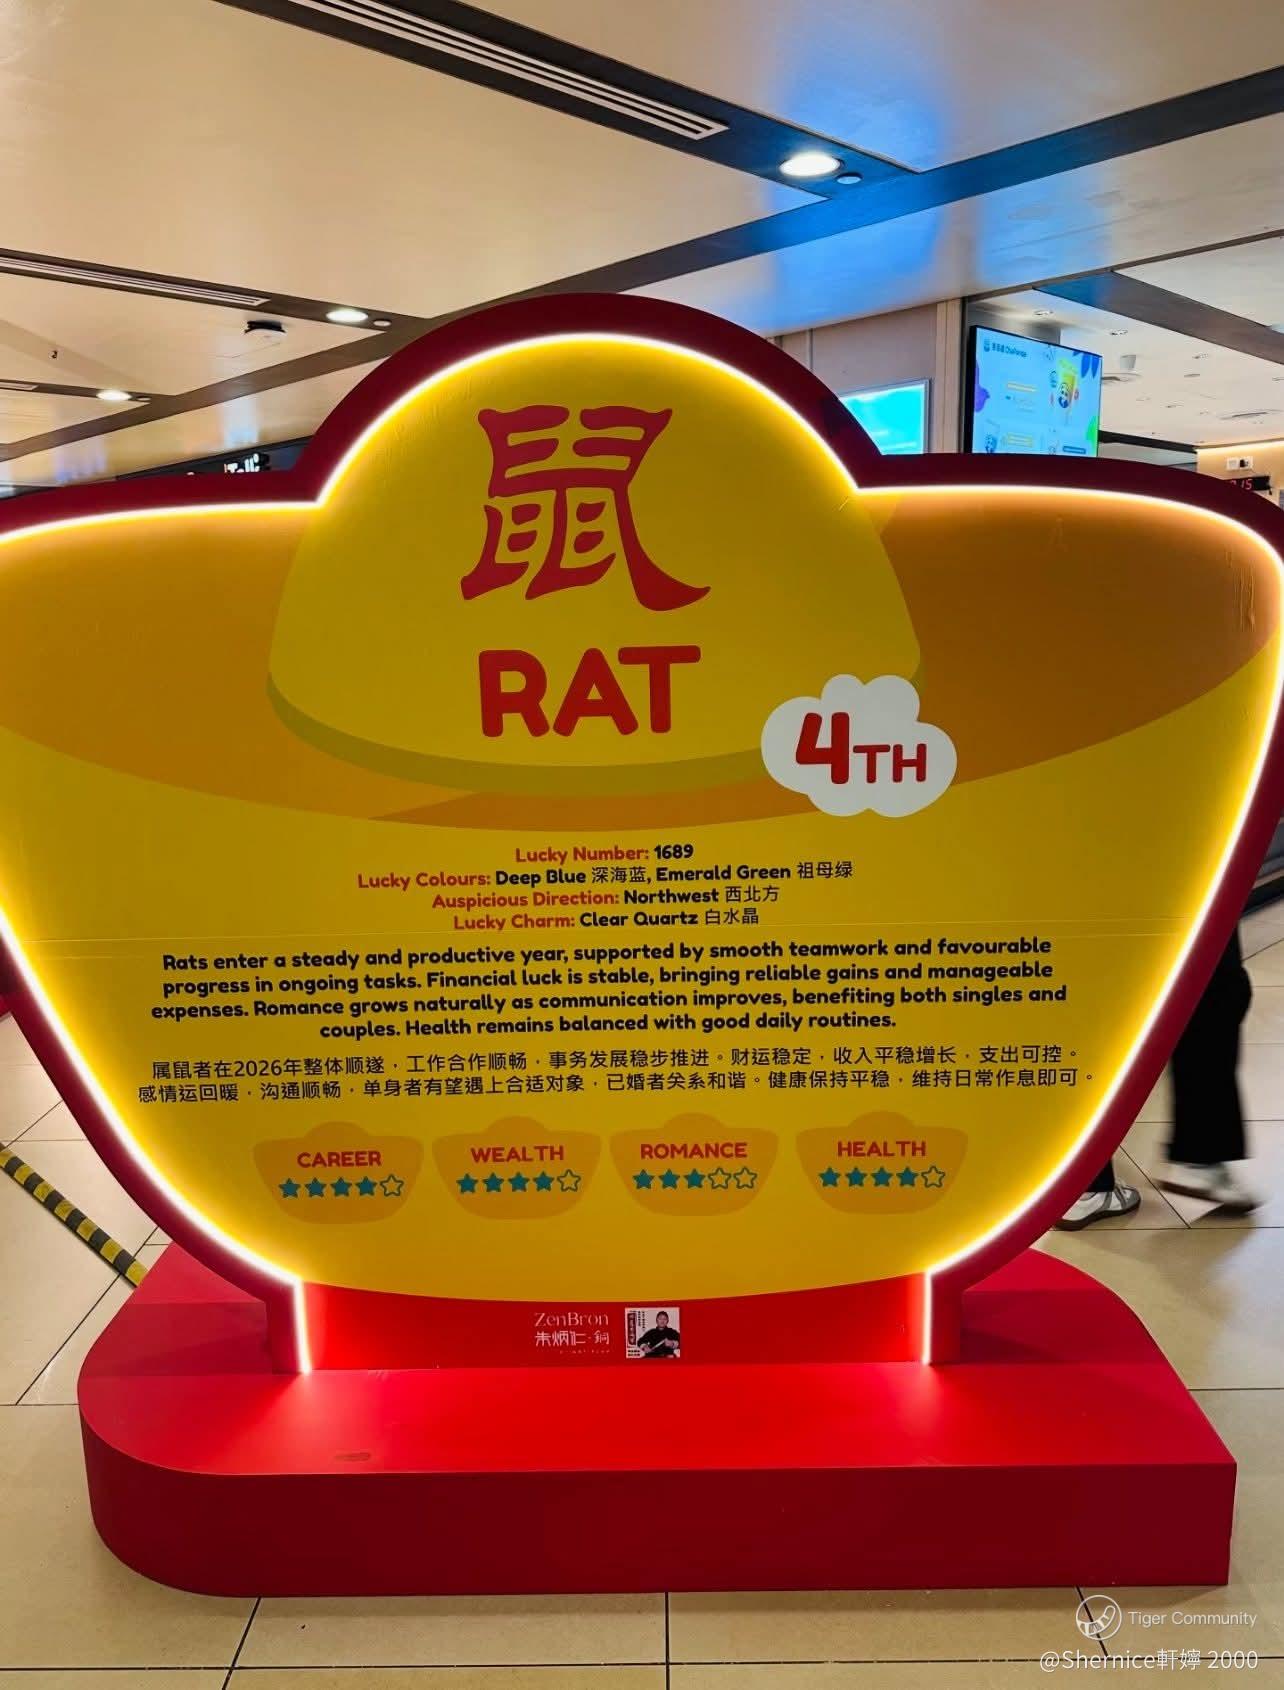 鼠
RAT
4TH
Lucky Number: 1689
Lucky Colours: Deep Blue 深海蓝, Emerald Green 祖母绿
Auspicious Direction: Northwest 西北方
Lucky Charm: Clear Quartz 白水晶
Rats enter a steady and productive year, supported by smooth teamwork and favourable
progress in ongoing tasks. Financial luck is stable, bringing reliable gains and manageable
expenses. Romance grows naturally as communication improves, benefiting both singles and
couples. Health remains balanced with good daily routines.
属鼠者在2026年整体顺遂，工作合作顺畅，事务发展稳步推进。财运稳定，收入平稳增长，支出可控。
感情运回暖，沟通顺畅，单身者有望遇上合适对象，已婚者关系和谐。健康保持平稳，维持日常作息即可。
CAREER
WEALTH
ROMANCE
HEALTH
ZenBron
朱炳仁·铜
Tiger Community
@Shernice軒婷 2000